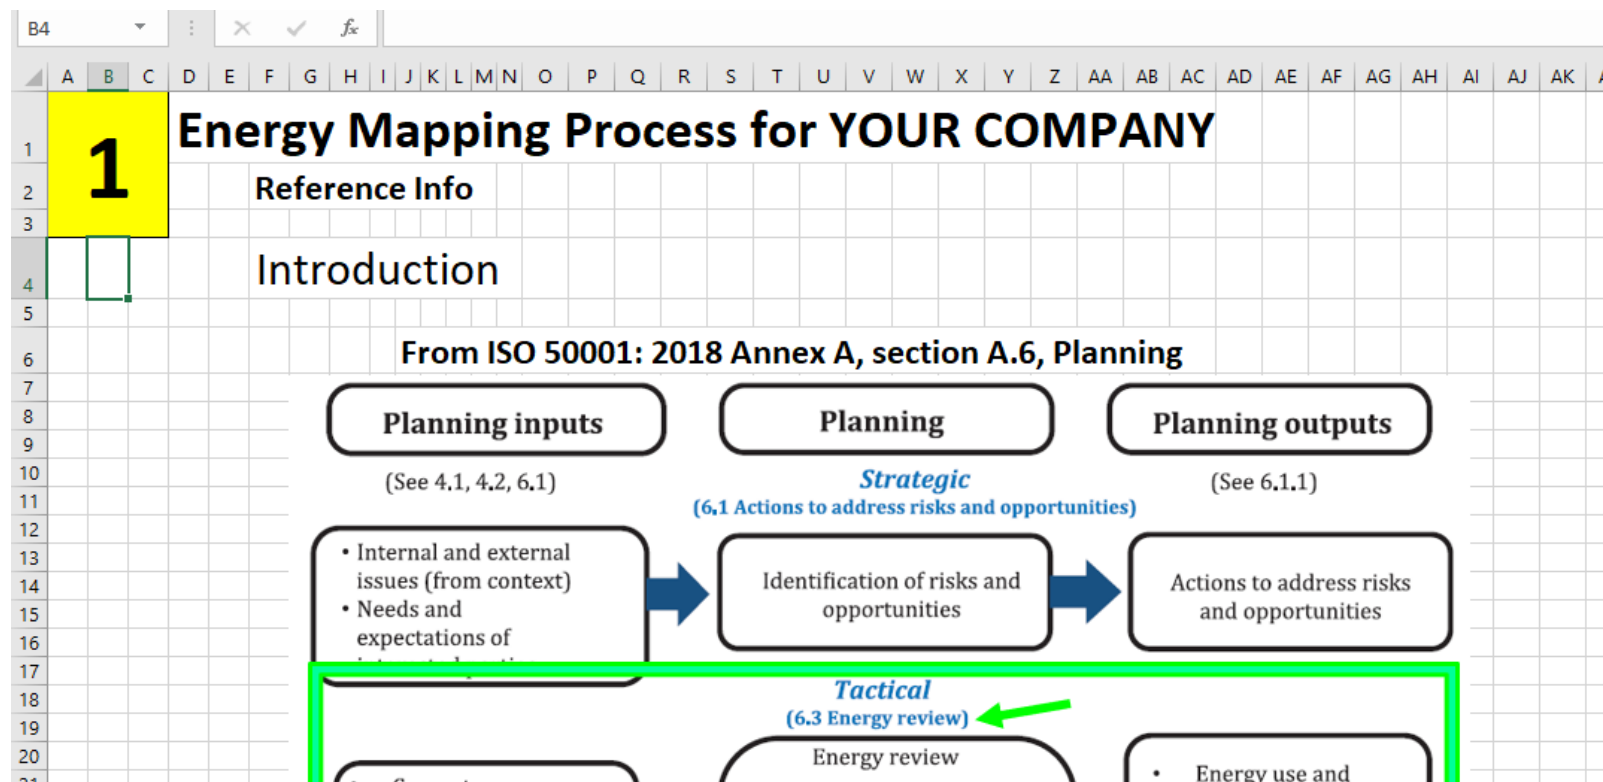 B4
fx
A B C D E F G H I J K L M N O P Q R S T U V W X Y Z AA AB AC AD AE AF AG AH AI AJ AK
1
Energy Mapping Process for YOUR COMPANY
1
2
Reference Info
3
4
Introduction
5
6
From ISO 50001: 2018 Annex A, section A.6, Planning
7
8
9
10
11
12
13
14
15
16
17
18
19
20
Planning inputs
Planning
Planning outputs
(See 4.1, 4.2, 6.1)
Strategic
(6.1 Actions to address risks and opportunities)
(See 6.1.1)
• Internal and external
issues (from context)
• Needs and
expectations of
Identification of risks and
opportunities
Actions to address risks
and opportunities
Tactical
(6.3 Energy review)
Energy review
• Energy use and